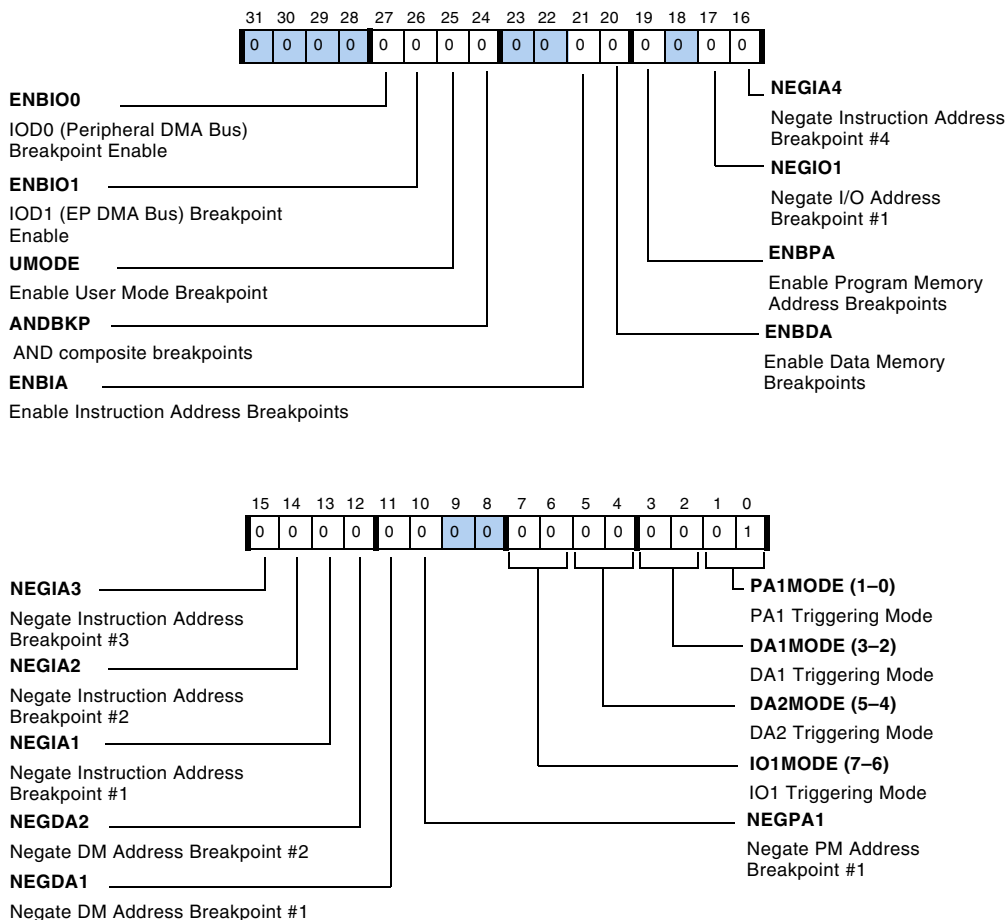 31 30 29 28 27 26 25 24 23 22 21 20 19 18 17 16
0 0 0 0 0 0 0 0 0 0 0 0 0 0 0 0
ENBIO0
IOD0 (Peripheral DMA Bus)
Breakpoint Enable
ENBIO1
IOD1 (EP DMA Bus) Breakpoint
Enable
UMODE
Enable User Mode Breakpoint
ANDBKP
AND composite breakpoints
ENBIA
Enable Instruction Address Breakpoints
NEGIA4
Negate Instruction Address
Breakpoint #4
NEGIO1
Negate I/O Address
Breakpoint #1
ENBPA
Enable Program Memory
Address Breakpoints
ENBDA
Enable Data Memory
Breakpoints
15 14 13 12 11 10 9 8 7 6 5 4 3 2 1 0
0 0 0 0 0 0 0 0 0 0 0 0 0 0 0 1
NEGIA3
Negate Instruction Address
Breakpoint #3
NEGIA2
Negate Instruction Address
Breakpoint #2
NEGIA1
Negate Instruction Address
Breakpoint #1
NEGDA2
Negate DM Address Breakpoint #2
NEGDA1
Negate DM Address Breakpoint #1
PA1MODE (1–0)
PA1 Triggering Mode
DA1MODE (3–2)
DA1 Triggering Mode
DA2MODE (5–4)
DA2 Triggering Mode
IO1MODE (7–6)
IO1 Triggering Mode
NEGPA1
Negate PM Address
Breakpoint #1